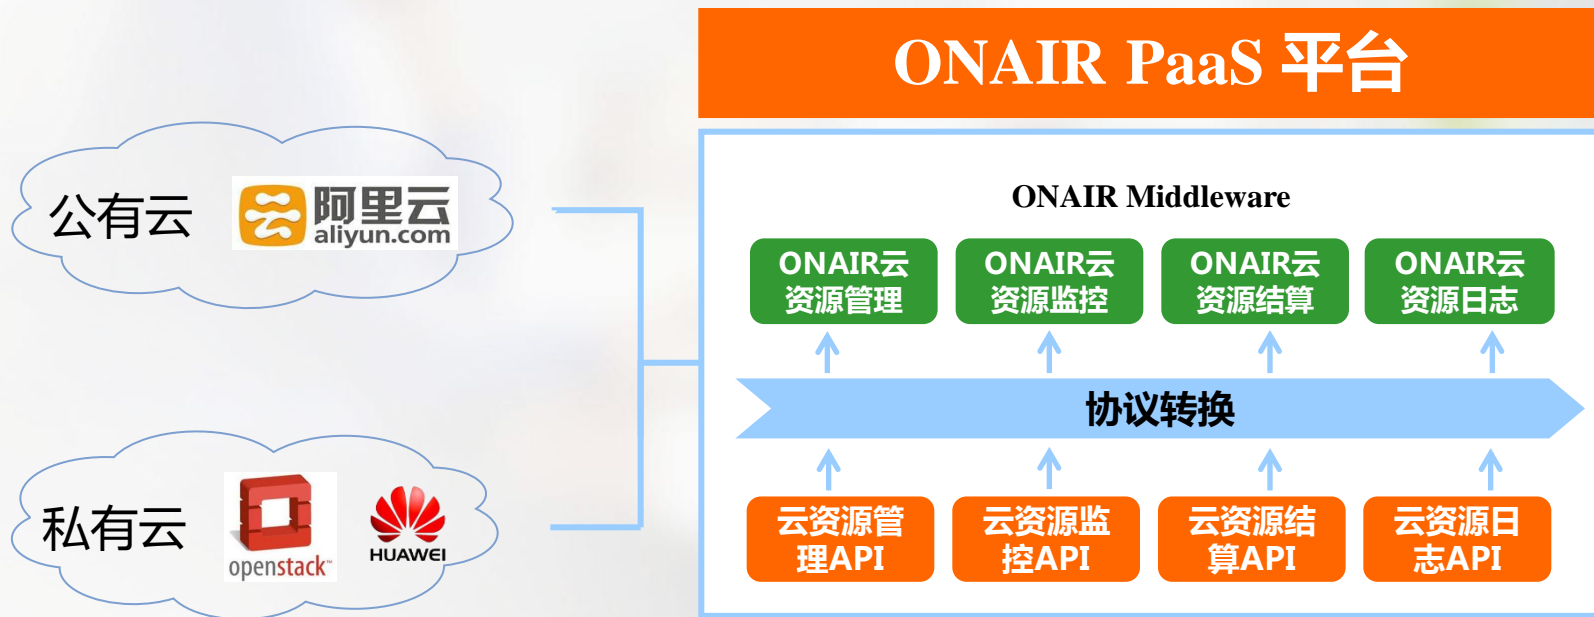 ONAIR PaaS 平台
公有云
阿里云
aliyun.com
私有云
openstack™
HUAWEI
ONAIR Middleware
ONAIR云
资源管理
ONAIR云
资源监控
ONAIR云
资源结算
ONAIR云
资源日志
协议转换
云资源管
理API
云资源监
控API
云资源结
算API
云资源日
志API